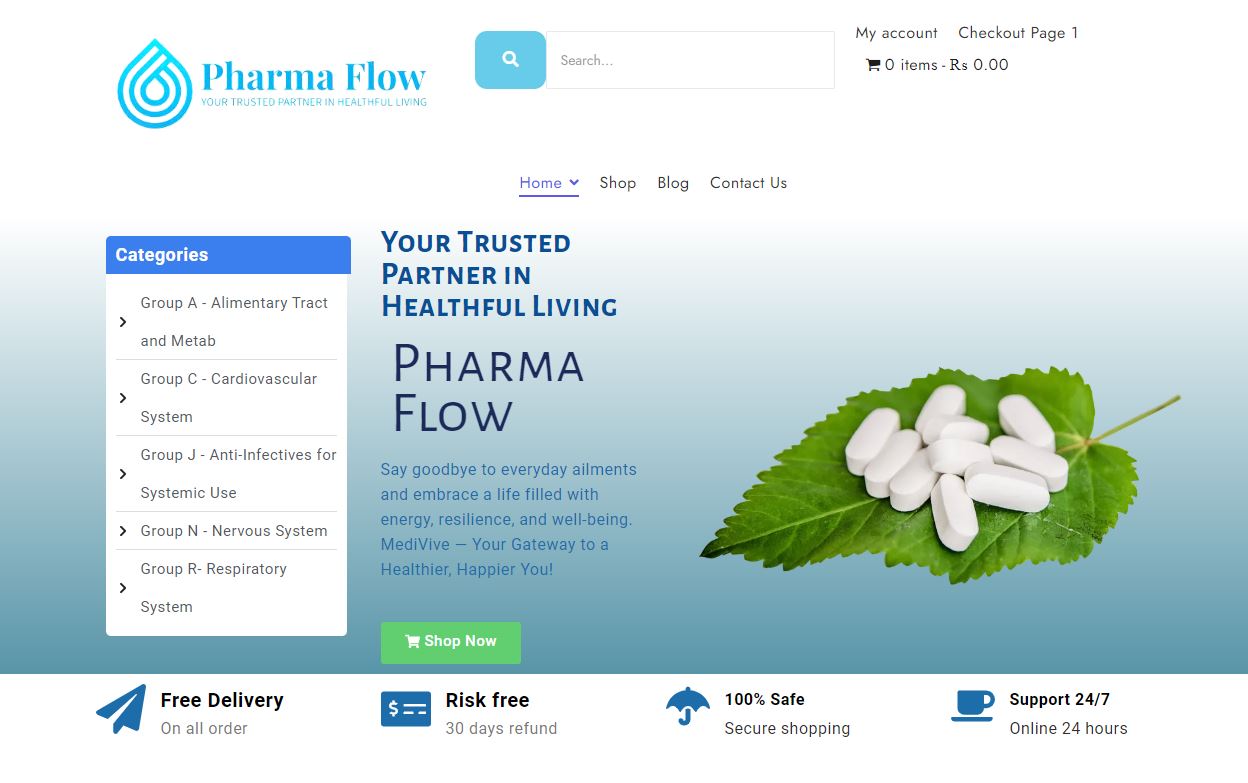 Pharma Flow
YOUR TRUSTED PARTNER IN HEALTHFUL LIVING
Search...
My account Checkout Page 1
0 items - ₨ 0.00
Home Shop Blog Contact Us
Categories
Group A - Alimentary Tract
and Metab
Group C - Cardiovascular
System
Group J - Anti-Infectives for
Systemic Use
Group N - Nervous System
Group R- Respiratory
System
Your Trusted
Partner in
Healthful Living
Pharma
Flow
Say goodbye to everyday ailments
and embrace a life filled with
energy, resilience, and well-being.
MediVive — Your Gateway to a
Healthier, Happier You!
Shop Now
Free Delivery
On all order
Risk free
30 days refund
100% Safe
Secure shopping
Support 24/7
Online 24 hours